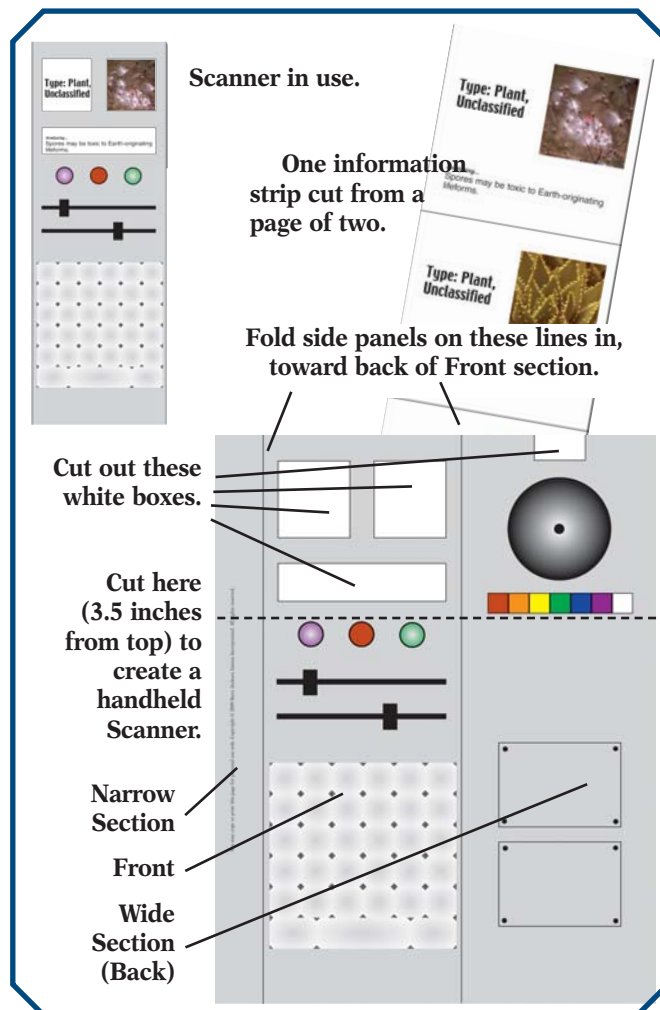 Type: Plant,
Unclassified
Analyzing...
Spores may be toxic to Earth-originating
lifeforms.
Scanner in use.
One information
strip cut from a
page of two.
Type: Plant,
Unclassified
Analyzing...
Spores may be toxic to Earth-originating
lifeforms.
Type: Plant,
Unclassified
Fold side panels on these lines in,
toward back of Front section.
Cut out these
white boxes.
Cut here
(3.5 inches
from top) to
create a
handheld
Scanner.
Narrow
Section
Front
Wide
Section
(Back)